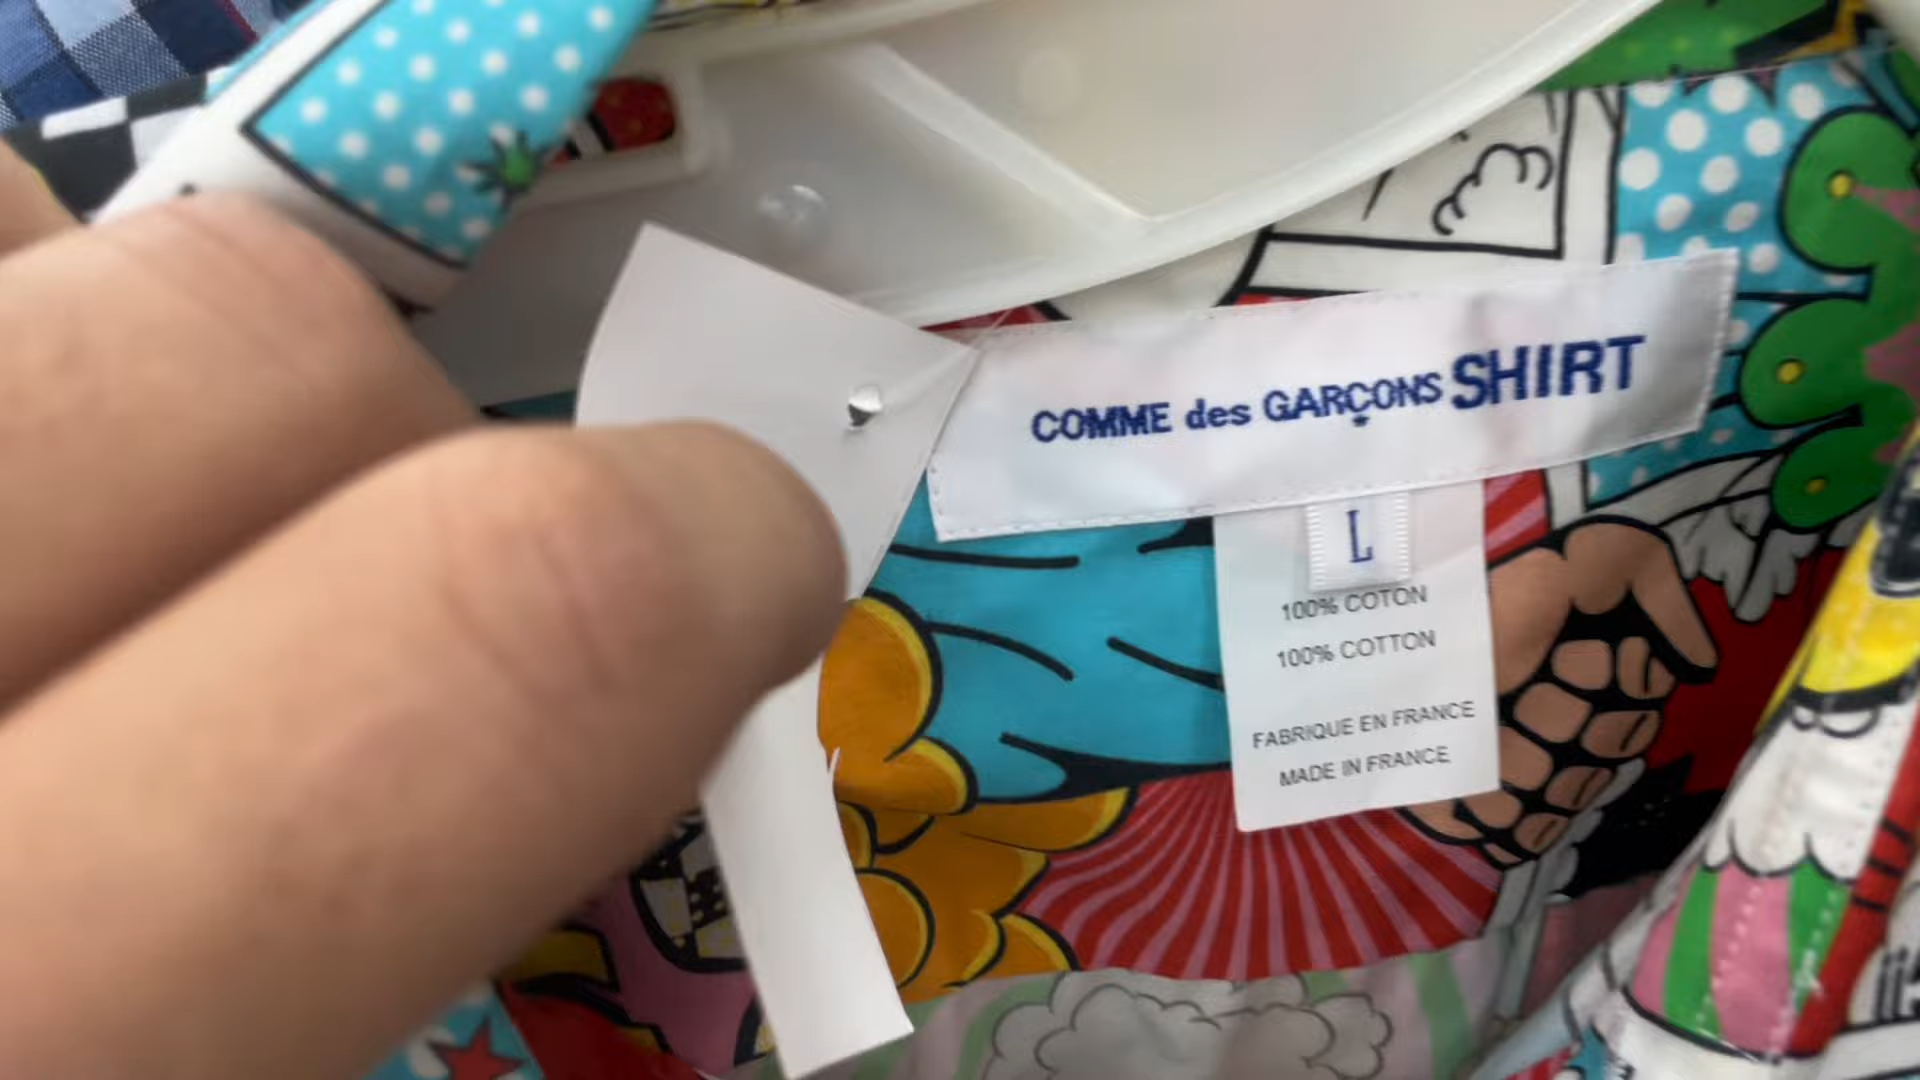 COMME des GARÇONS SHIRT
L
100% COTON
100% COTTON
FABRIQUE EN FRANCE
MADE IN FRANCE